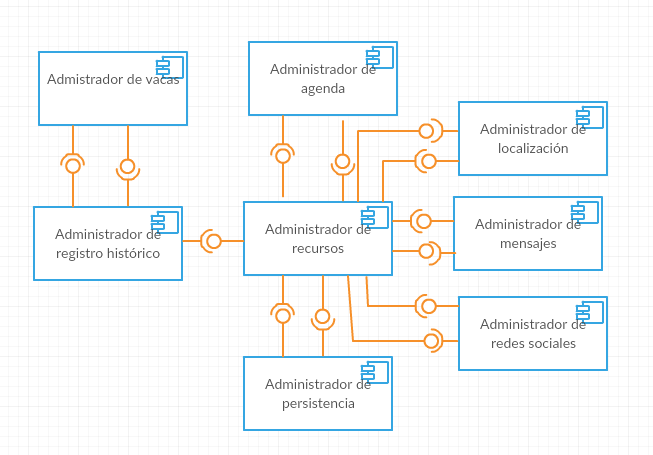 Admistrador de vacas
Administrador de
agenda
Administrador de
localización
Administrador de
registro histórico
Administrador de
recursos
Administrador de
mensajes
Administrador de
redes sociales
Administrador de
persistencia